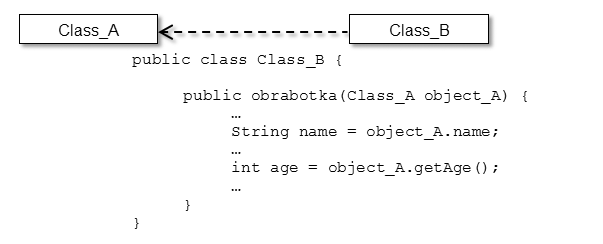 Class_A
Class_B
public class Class_B {
public obrabotka(Class_A object_A) {
…
String name = object_A.name;
…
int age = object_A.getAge();
…
}
}